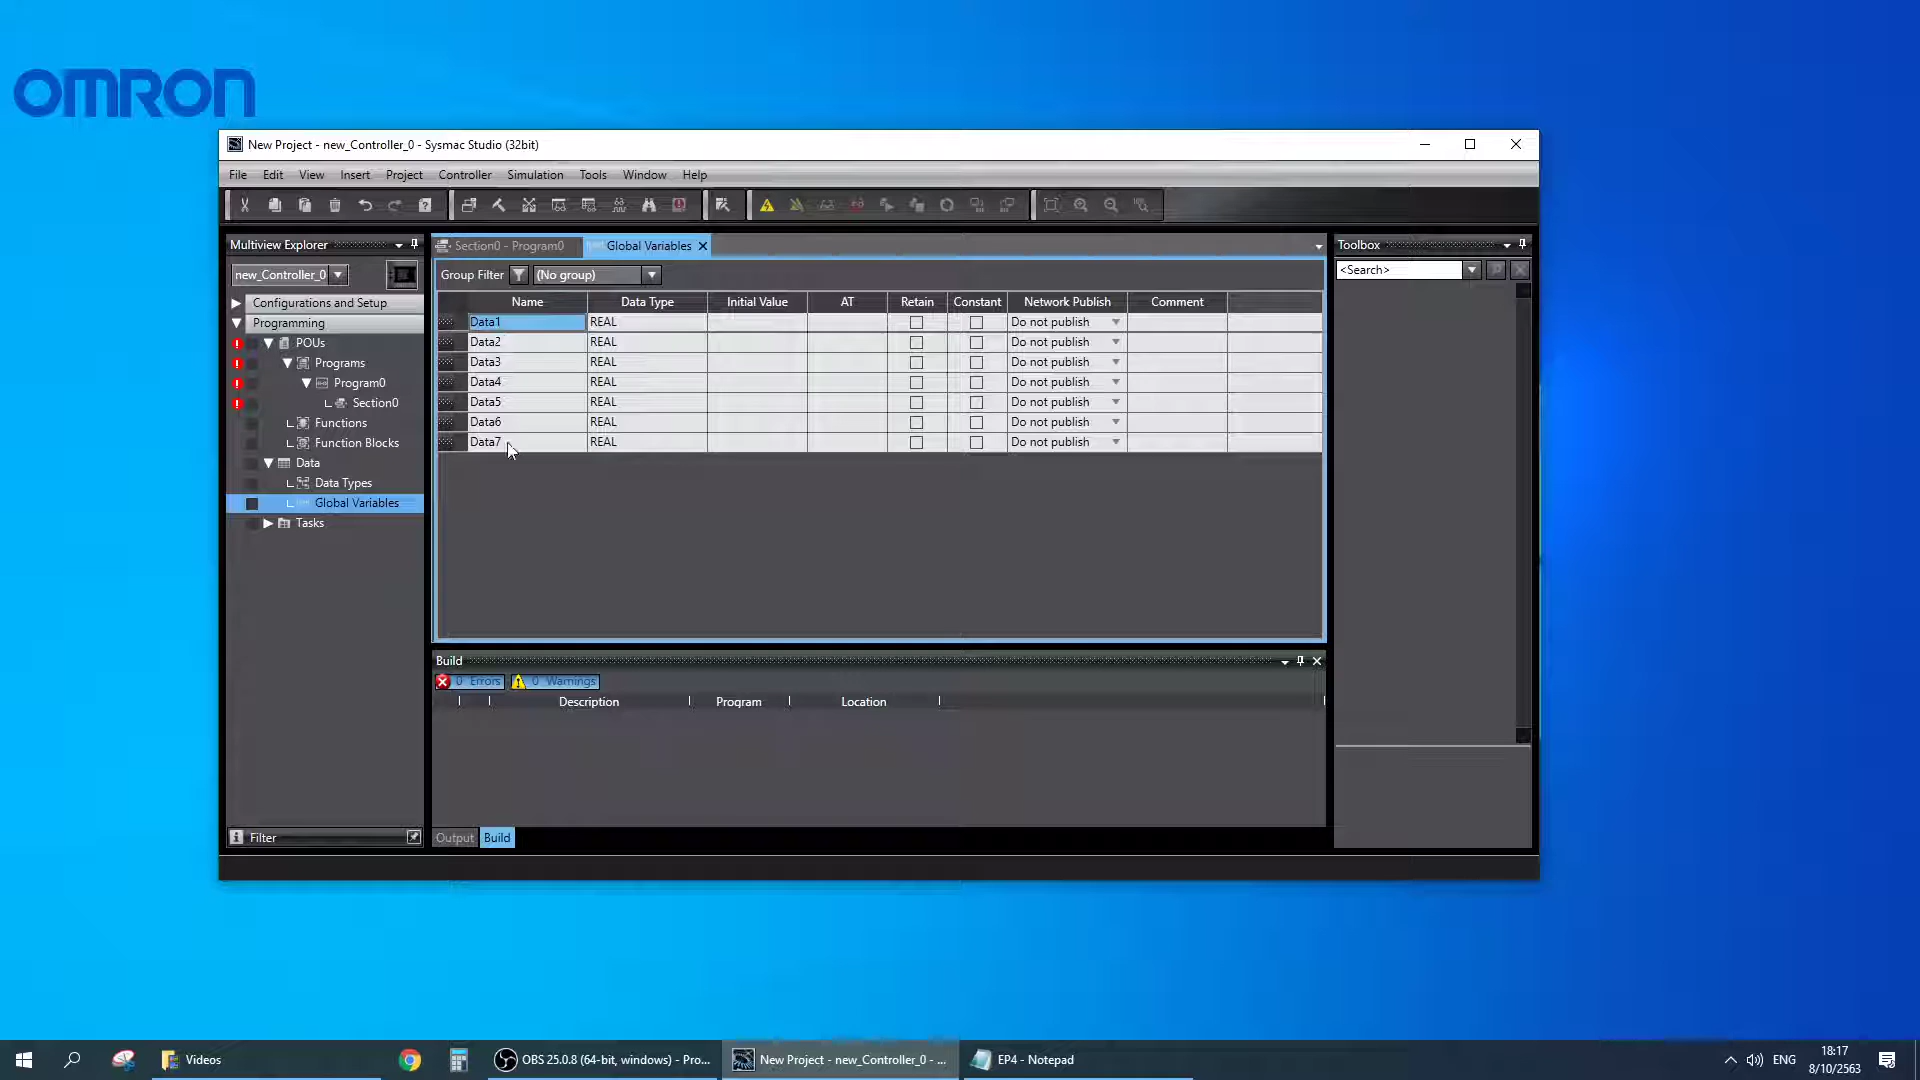 OMRON
New Project - new_Controller_0 - Sysmac Studio (32bit)
File Edit View Insert Project Controller Simulation Tools Window Help
Multiview Explorer
new_Controller_0
Configurations and Setup
Programming
POUs
Programs
Program0
Section0
Functions
Function Blocks
Data
Data Types
Global Variables
Tasks
Filter
Section0 - Program0 Global Variables
Group Filter (No group)
Name Data Type Initial Value AT Retain Constant Network Publish Comment
Data1 REAL Do not publish
Data2 REAL Do not publish
Data3 REAL Do not publish
Data4 REAL Do not publish
Data5 REAL Do not publish
Data6 REAL Do not publish
Data7 REAL Do not publish
Build
0 Errors 0 Warnings
Description Program Location
Output Build
Toolbox
<Search>
Videos
OBS 25.0.8 (64-bit, windows) - Pro...
New Project - new_Controller_0 - ...
EP4 - Notepad
ENG
18:17
8/10/2563